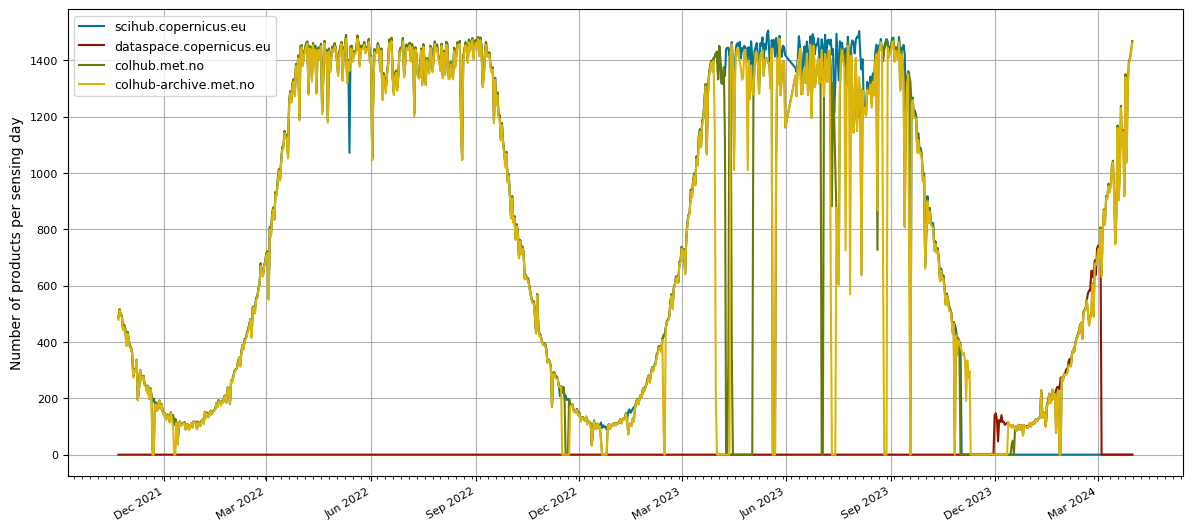 scihub.copernicus.eu
dataspace.copernicus.eu
colhub.met.no
colhub-archive.met.no
Number of products per sensing day
1400
1200
1000
800
600
400
200
0
Dec 2021
Mar 2022
Jun 2022
Sep 2022
Dec 2022
Mar 2023
Jun 2023
Sep 2023
Dec 2023
Mar 2024